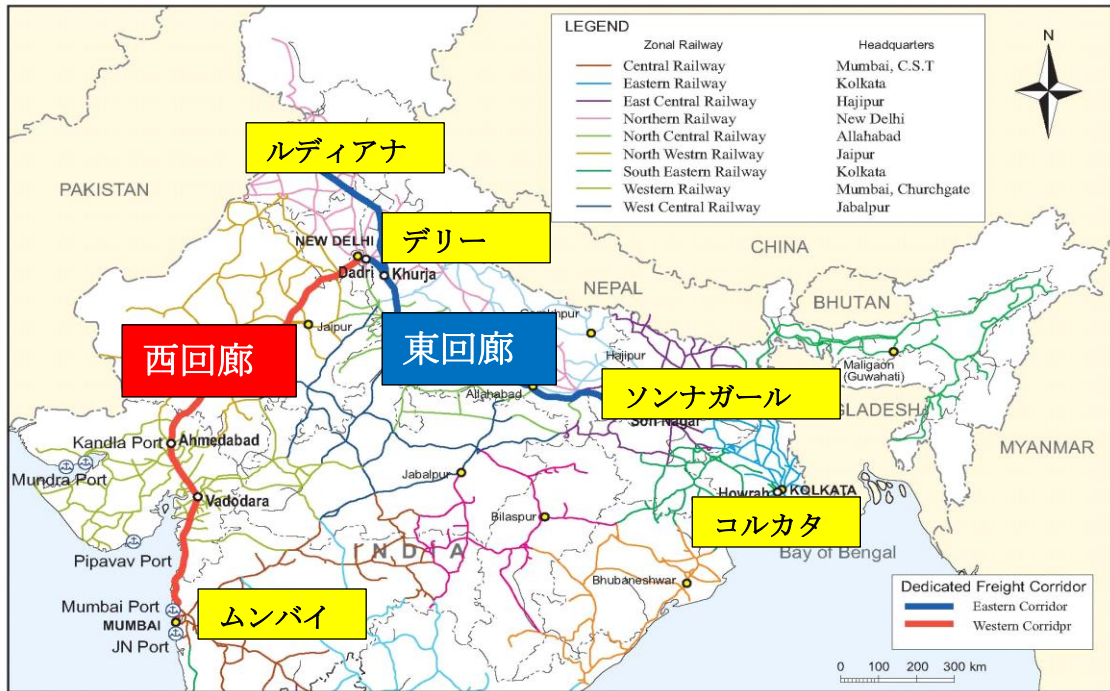 LEGEND
Zonal Railway Headquarters
Central Railway Mumbai, C.S.T
Eastern Railway Kolkata
East Central Railway Hajipur
Northern Railway New Delhi
North Central Railway Allahabad
North Westrn Railway Jaipur
South Eastern Railway Kolkata
Western Railway Mumbai, Churchgate
West Central Railway Jabalpur
N
ルディアナ
PAKISTAN
デリー
NEW DELHI
Dadri
Khurja
CHINA
NEPAL
BHUTAN
Jaipur
西回廊
東回廊
Hajipur
Maligaon
(Guwahati)
Allahabad
ソンナガール
Son Nagar
MYANMAR
Kandla Port
Ahmedabad
Mundra Port
Jabalpur
Vadodara
Howrah
KOLKATA
コルカタ
Bilaspur
INDIA
Pipavav Port
Bay of Bengal
Bhubaneshwar
Dedicated Freight Corridor
Eastern Corridor
Western Corridpr
Mumbai Port
MUMBAI
JN Port
ムンバイ
0 100 200 300 km